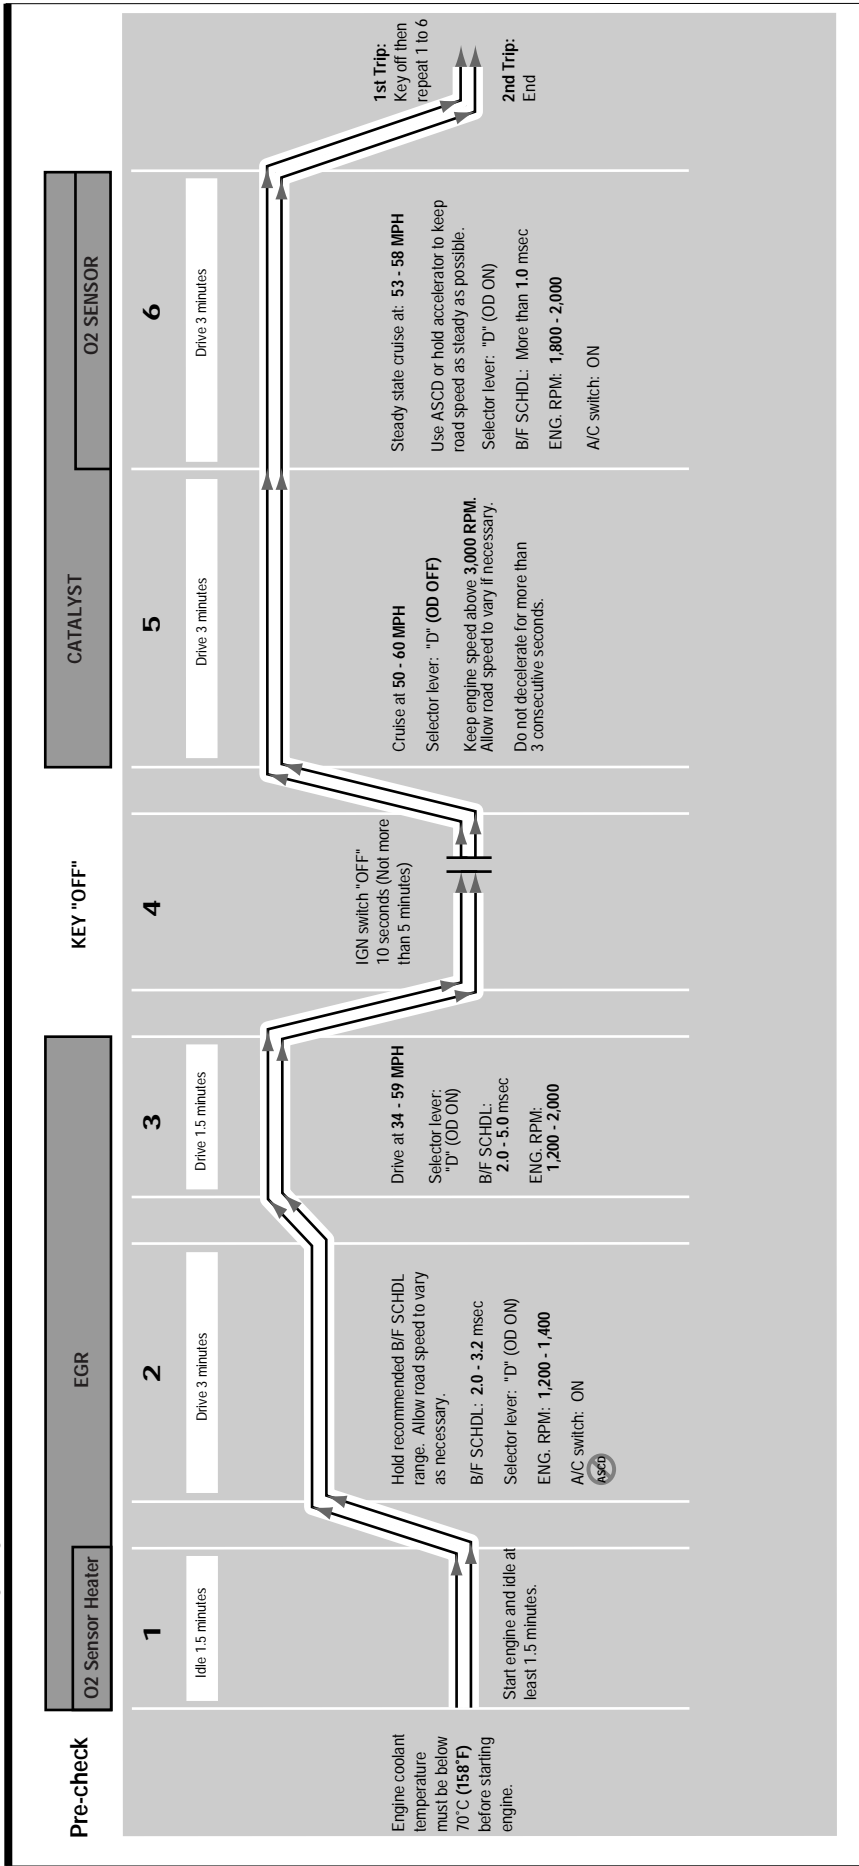 Pre-check
EGR
O2 Sensor Heater
KEY "OFF"
CATALYST
O2 SENSOR
1
2
3
4
5
6
Idle 1.5 minutes
Drive 3 minutes
Drive 1.5 minutes
Drive 3 minutes
Drive 3 minutes
Engine coolant
temperature
must be below
70˚C (158˚F)
before starting
engine.
Start engine and idle at
least 1.5 minutes.
Hold recommended B/F SCHDL
range. Allow road speed to vary
as necessary.
B/F SCHDL: 2.0 - 3.2 msec
Selector lever: "D" (OD ON)
ENG. RPM: 1,200 - 1,400
A/C switch: ON
ASCD
Drive at 34 - 59 MPH
Selector lever:
"D" (OD ON)
B/F SCHDL:
2.0 - 5.0 msec
ENG. RPM:
1,200 - 2,000
IGN switch "OFF"
10 seconds (Not more
than 5 minutes)
Cruise at 50 - 60 MPH
Selector lever: "D" (OD OFF)
Keep engine speed above 3,000 RPM.
Allow road speed to vary if necessary.
Do not decelerate for more than
3 consecutive seconds.
Steady state cruise at: 53 - 58 MPH
Use ASCD or hold accelerator to keep
road speed as steady as possible.
Selector lever: "D" (OD ON)
B/F SCHDL: More than 1.0 msec
ENG. RPM: 1,800 - 2,000
A/C switch: ON
1st Trip:
Key off then
repeat 1 to 6
2nd Trip:
End